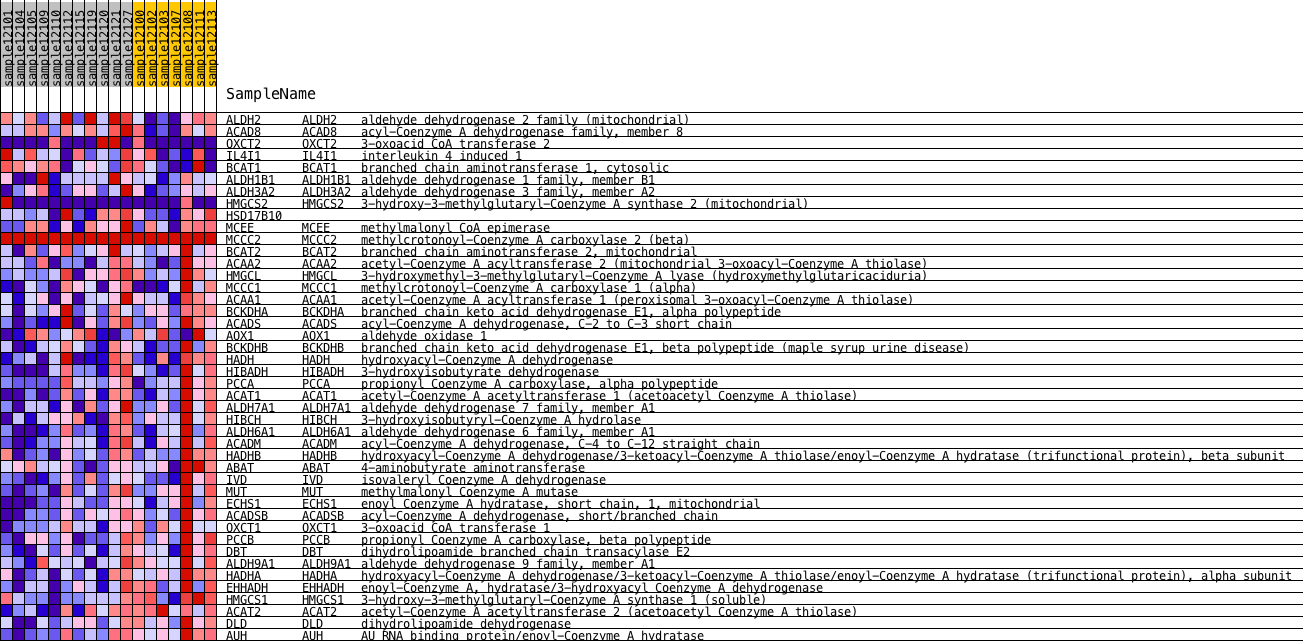 sample12101
sample12104
sample12105
sample12109
sample12110
sample12112
sample12115
sample12119
sample12120
sample12121
sample12127
sample12100
sample12102
sample12103
sample12107
sample12108
sample12111
sample12113
SampleName
ALDH2 ALDH2 aldehyde dehydrogenase 2 family (mitochondrial)
ACAD8 ACAD8 acyl-Coenzyme A dehydrogenase family, member 8
OXCT2 OXCT2 3-oxoacid CoA transferase 2
IL4I1 IL4I1 interleukin 4 induced 1
BCAT1 BCAT1 branched chain aminotransferase 1, cytosolic
ALDH1B1 ALDH1B1 aldehyde dehydrogenase 1 family, member B1
ALDH3A2 ALDH3A2 aldehyde dehydrogenase 3 family, member A2
HMGCS2 HMGCS2 3-hydroxy-3-methylglutaryl-Coenzyme A synthase 2 (mitochondrial)
HSD17B10
MCEE MCEE methylmalonyl CoA epimerase
MCCC2 MCCC2 methylcrotonoyl-Coenzyme A carboxylase 2 (beta)
BCAT2 BCAT2 branched chain aminotransferase 2, mitochondrial
ACAA2 ACAA2 acetyl-Coenzyme A acyltransferase 2 (mitochondrial 3-oxoacyl-Coenzyme A thiolase)
HMGCL HMGCL 3-hydroxymethyl-3-methylglutaryl-Coenzyme A lyase (hydroxymethylglutaricaciduria)
MCCC1 MCCC1 methylcrotonoyl-Coenzyme A carboxylase 1 (alpha)
ACAA1 ACAA1 acetyl-Coenzyme A acyltransferase 1 (peroxisomal 3-oxoacyl-Coenzyme A thiolase)
BCKDHA BCKDHA branched chain keto acid dehydrogenase E1, alpha polypeptide
ACADS ACADS acyl-Coenzyme A dehydrogenase, C-2 to C-3 short chain
AOX1 AOX1 aldehyde oxidase 1
BCKDHB BCKDHB branched chain keto acid dehydrogenase E1, beta polypeptide (maple syrup urine disease)
HADH HADH hydroxyacyl-Coenzyme A dehydrogenase
HIBADH HIBADH 3-hydroxyisobutyrate dehydrogenase
PCCA PCCA propionyl Coenzyme A carboxylase, alpha polypeptide
ACAT1 ACAT1 acetyl-Coenzyme A acetyltransferase 1 (acetoacetyl Coenzyme A thiolase)
ALDH7A1 ALDH7A1 aldehyde dehydrogenase 7 family, member A1
HIBCH HIBCH 3-hydroxyisobutyryl-Coenzyme A hydrolase
ALDH6A1 ALDH6A1 aldehyde dehydrogenase 6 family, member A1
ACADM ACADM acyl-Coenzyme A dehydrogenase, C-4 to C-12 straight chain
HADHB HADHB hydroxyacyl-Coenzyme A dehydrogenase/3-ketoacyl-Coenzyme A thiolase/enoyl-Coenzyme A hydratase (trifunctional protein), beta subunit
ABAT ABAT 4-aminobutyrate aminotransferase
IVD IVD isovaleryl Coenzyme A dehydrogenase
MUT MUT methylmalonyl Coenzyme A mutase
ECHS1 ECHS1 enoyl Coenzyme A hydratase, short chain, 1, mitochondrial
ACADSB ACADSB acyl-Coenzyme A dehydrogenase, short/branched chain
OXCT1 OXCT1 3-oxoacid CoA transferase 1
PCCB PCCB propionyl Coenzyme A carboxylase, beta polypeptide
DBT DBT dihydrolipoamide branched chain transacylase E2
ALDH9A1 ALDH9A1 aldehyde dehydrogenase 9 family, member A1
HADHA HADHA hydroxyacyl-Coenzyme A dehydrogenase/3-ketoacyl-Coenzyme A thiolase/enoyl-Coenzyme A hydratase (trifunctional protein), alpha subunit
EHHADH EHHADH enoyl-Coenzyme A, hydratase/3-hydroxyacyl Coenzyme A dehydrogenase
HMGCS1 HMGCS1 3-hydroxy-3-methylglutaryl-Coenzyme A synthase 1 (soluble)
ACAT2 ACAT2 acetyl-Coenzyme A acetyltransferase 2 (acetoacetyl Coenzyme A thiolase)
DLD DLD dihydrolipoamide dehydrogenase
AUH AUH AU RNA binding protein/enoyl-Coenzyme A hydratase